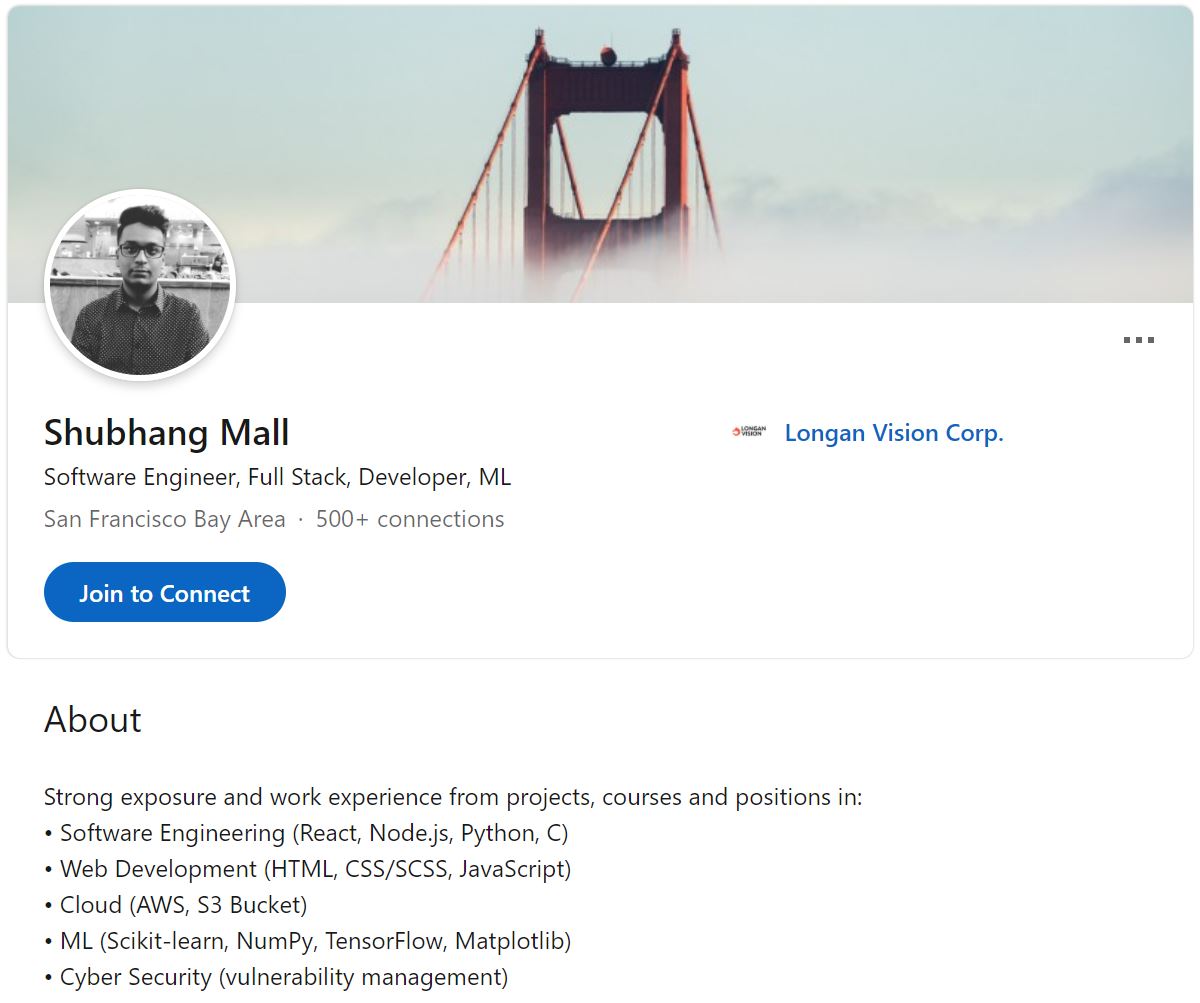 Shubhang Mall
LONGAN
VISION
Longan Vision Corp.
Software Engineer, Full Stack, Developer, ML
San Francisco Bay Area · 500+ connections
Join to Connect
About
Strong exposure and work experience from projects, courses and positions in:
• Software Engineering (React, Node.js, Python, C)
• Web Development (HTML, CSS/SCSS, JavaScript)
• Cloud (AWS, S3 Bucket)
• ML (Scikit-learn, NumPy, TensorFlow, Matplotlib)
• Cyber Security (vulnerability management)